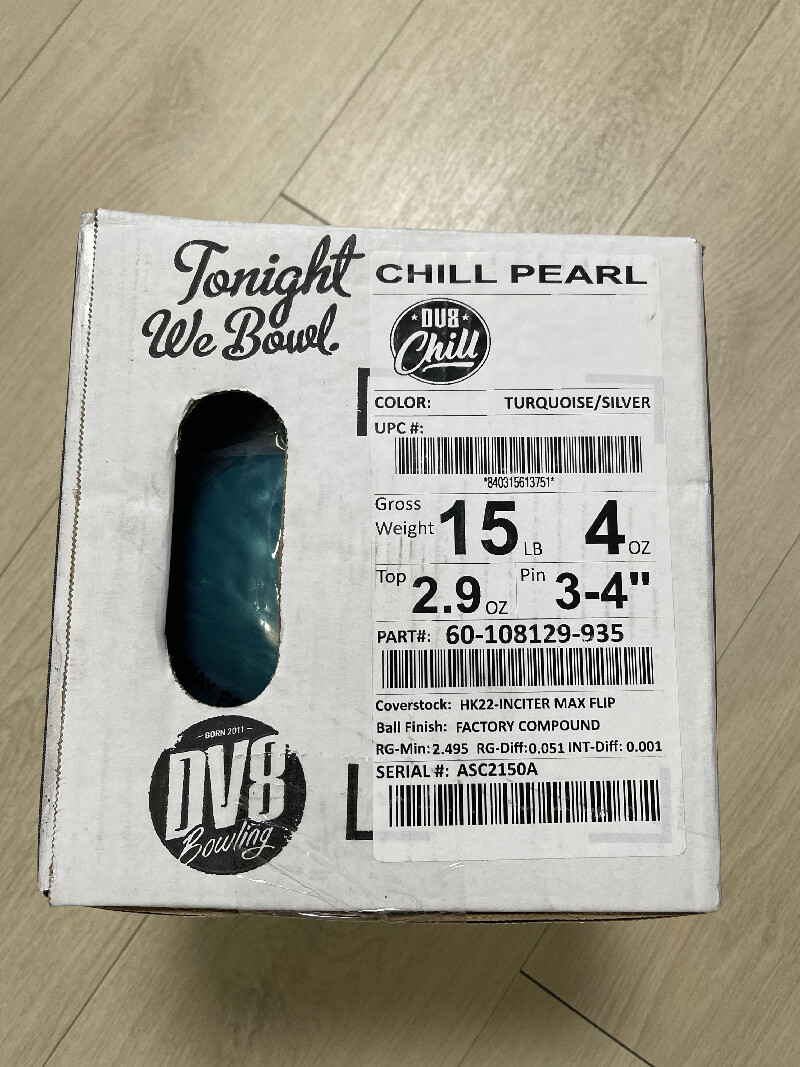 Tonight
We Bowl.
CHILL PEARL
DV8
Chill
COLOR: TURQUOISE/SILVER
UPC #:
*840315613751*
Gross
Weight 15 LB 4 OZ
Top 2.9 OZ Pin 3-4"
PART#: 60-108129-935
Coverstock: HK22-INCITER MAX FLIP
Ball Finish: FACTORY COMPOUND
RG-Min: 2.495 RG-Diff: 0.051 INT-Diff: 0.001
SERIAL #: ASC2150A
BORN 2011
DV8
Bowling